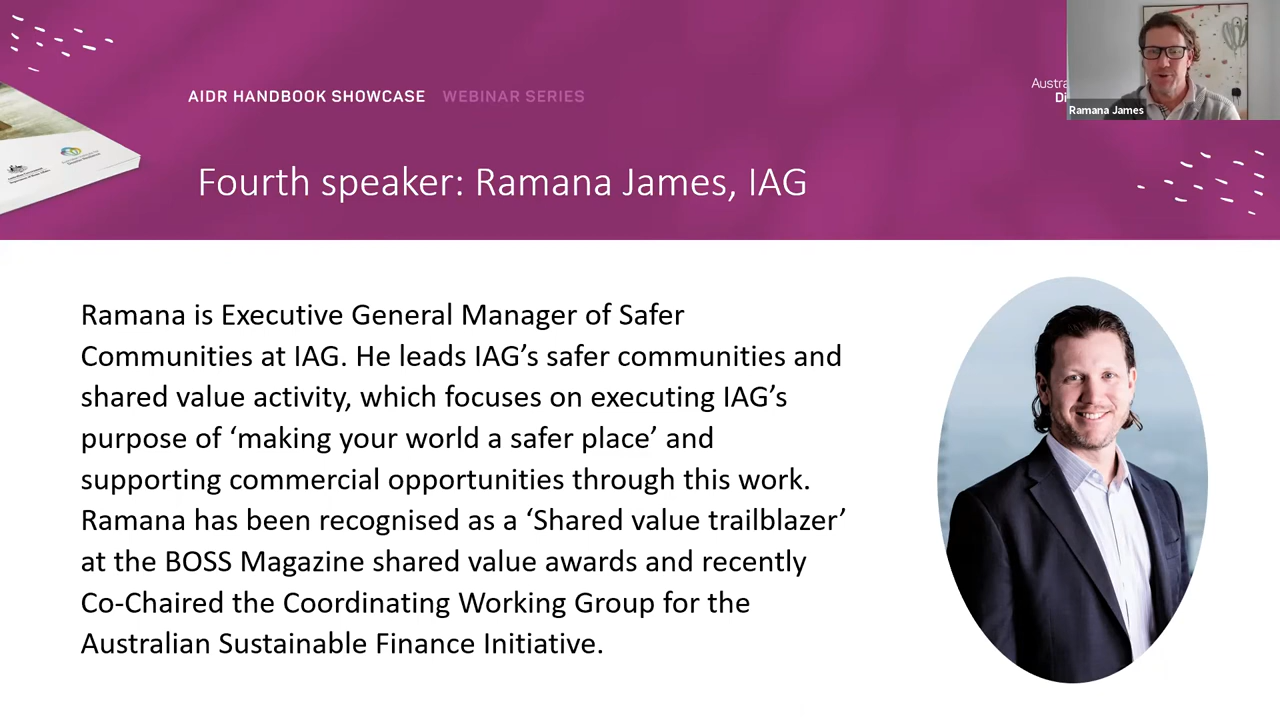 AIDR HANDBOOK SHOWCASE WEBINAR SERIES
Ramana James
Fourth speaker: Ramana James, IAG
Ramana is Executive General Manager of Safer
Communities at IAG. He leads IAG’s safer communities and
shared value activity, which focuses on executing IAG’s
purpose of ‘making your world a safer place’ and
supporting commercial opportunities through this work.
Ramana has been recognised as a ‘Shared value trailblazer’
at the BOSS Magazine shared value awards and recently
Co-Chaired the Coordinating Working Group for the
Australian Sustainable Finance Initiative.